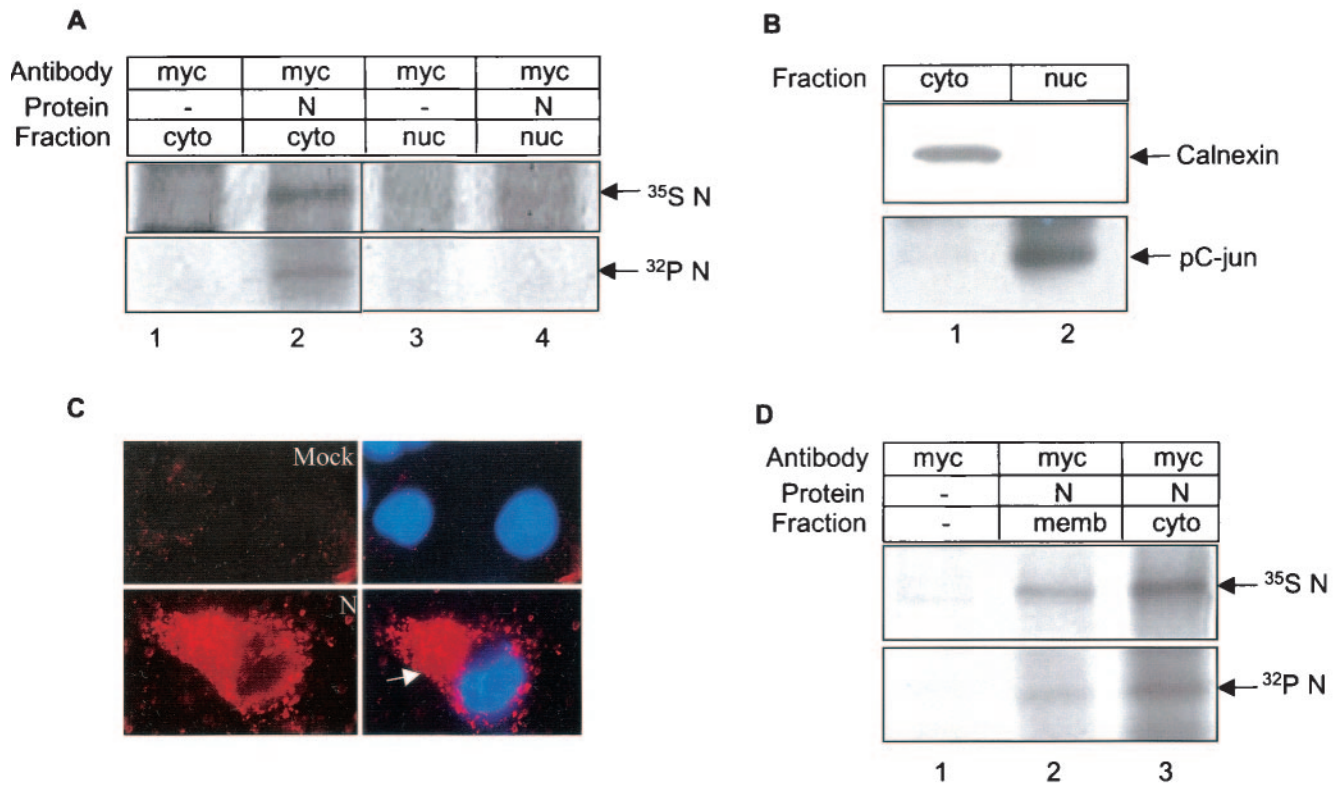 A
Antibody myc myc myc myc
Protein - N - N
Fraction cyto cyto nuc nuc
35S N
32P N
1 2 3 4
B
Fraction cyto nuc
Calnexin
pC-jun
1 2
C
Mock
N
D
Antibody myc myc myc
Protein - N N
Fraction - memb cyto
35S N
32P N
1 2 3